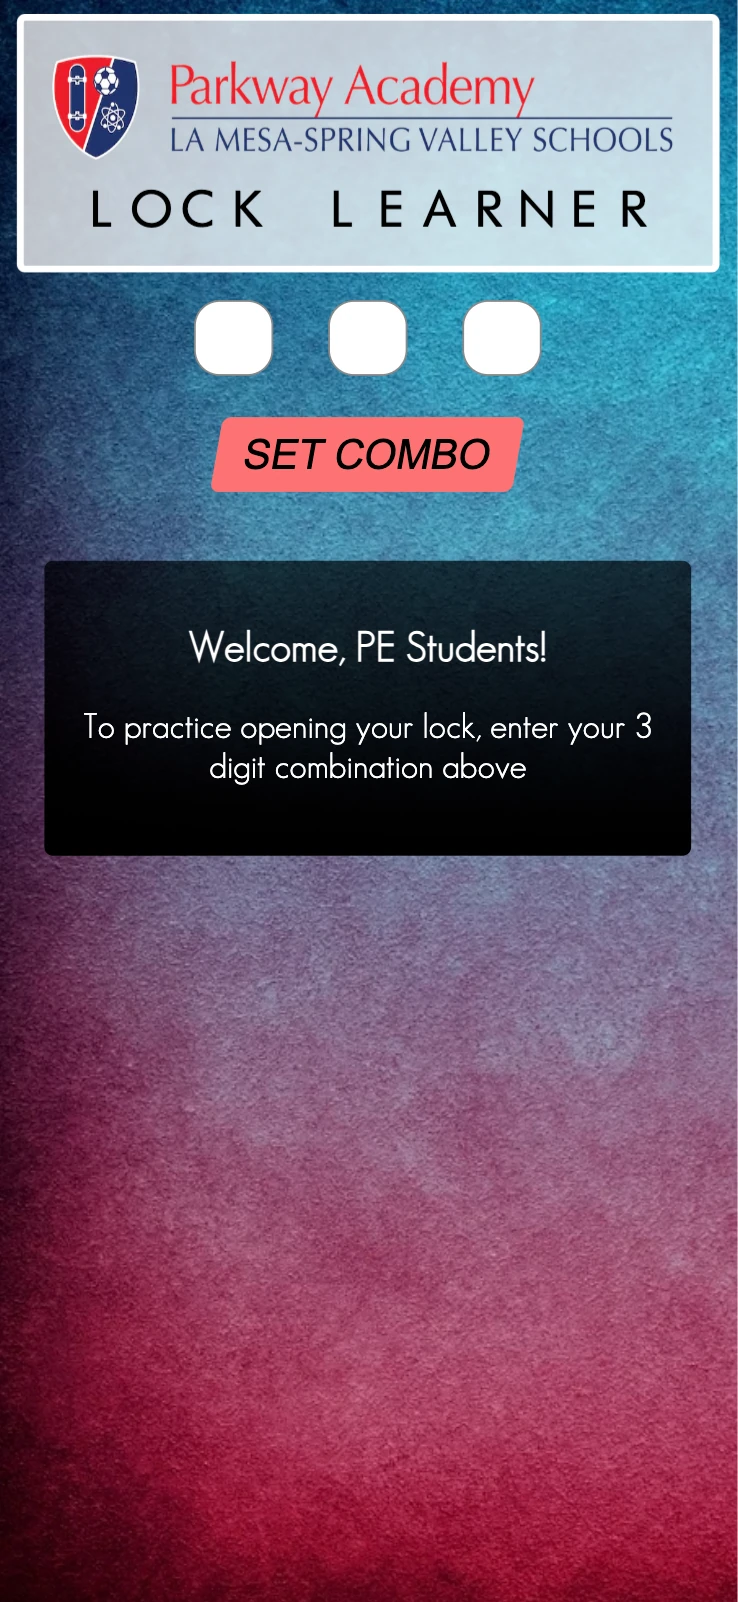 Parkway Academy
LA MESA-SPRING VALLEY SCHOOLS
LOCK LEARNER
SET COMBO
Welcome, PE Students!
To practice opening your lock, enter your 3
digit combination above